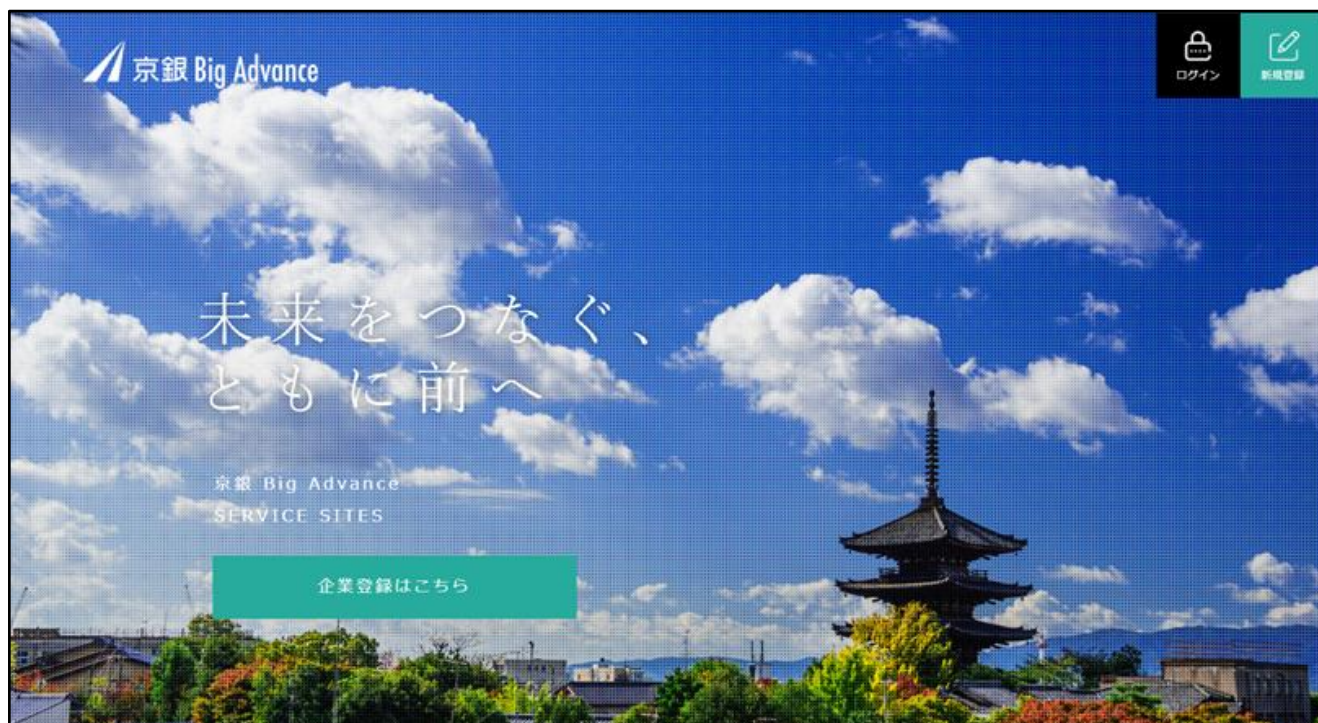 京銀 Big Advance
ログイン
新規登録
未来をつなぐ、
ともに前へ
京銀 Big Advance
SERVICE SITES
企業登録はこちら